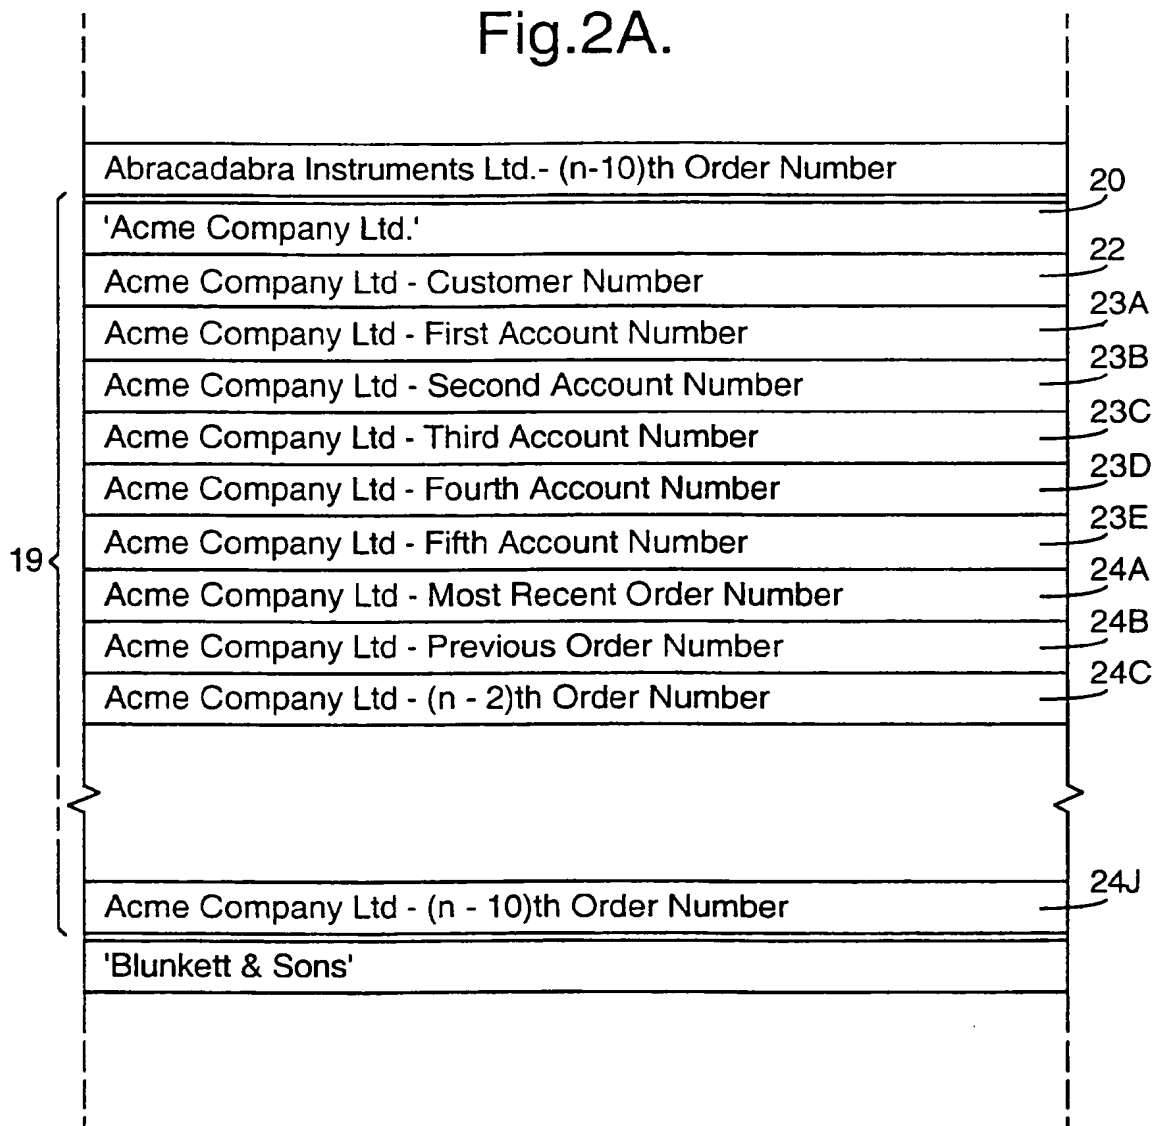 Fig.2A.
Abracadabra Instruments Ltd.- (n-10)th Order Number
20
'Acme Company Ltd.'
22
Acme Company Ltd - Customer Number
23A
Acme Company Ltd - First Account Number
23B
Acme Company Ltd - Second Account Number
23C
Acme Company Ltd - Third Account Number
23D
Acme Company Ltd - Fourth Account Number
23E
19
Acme Company Ltd - Fifth Account Number
24A
Acme Company Ltd - Most Recent Order Number
24B
Acme Company Ltd - Previous Order Number
24C
Acme Company Ltd - (n - 2)th Order Number
24J
Acme Company Ltd - (n - 10)th Order Number
'Blunkett & Sons'